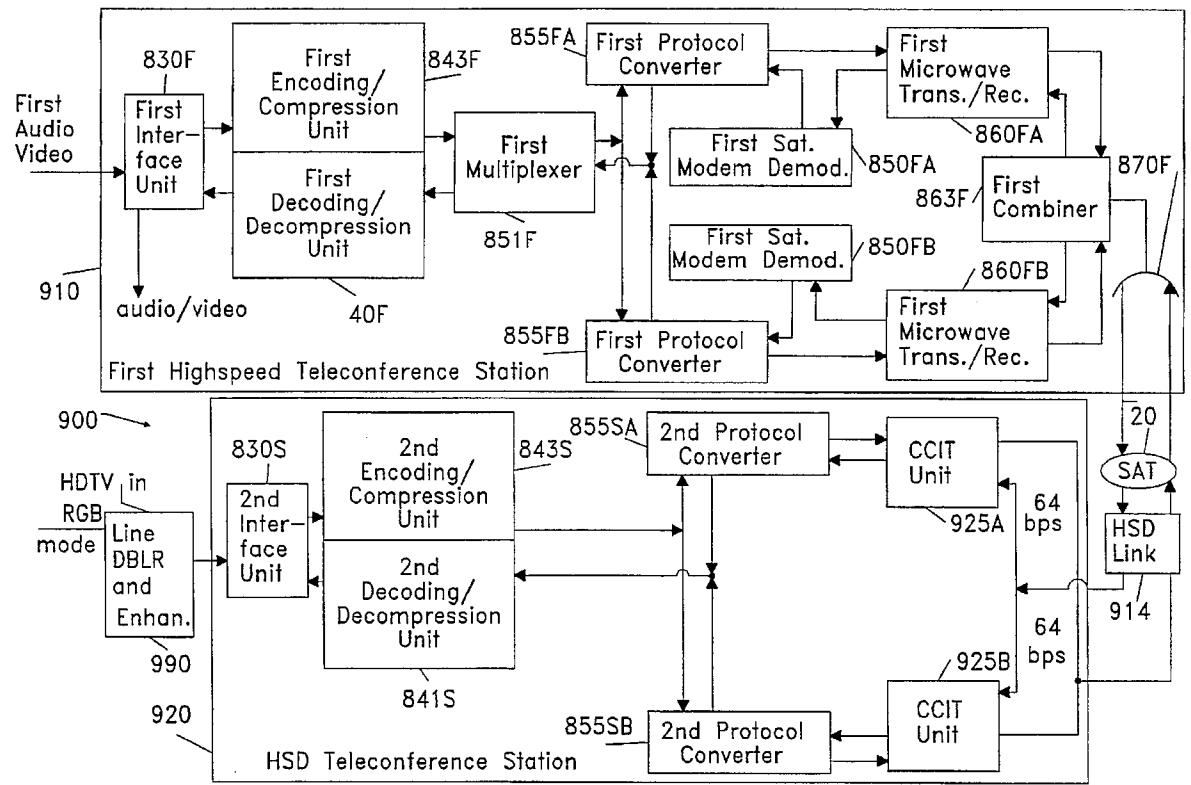 830F
First
Audio
Video
First
Inter-
face
Unit
First
Encoding/
Compression
Unit
843F
First
Decoding/
Decompression
Unit
40F
First
Multiplexer
851F
855FA
First Protocol
Converter
First
Microwave
Trans./Rec.
860FA
First Sat.
Modem Demod.
850FA
First Sat.
Modem Demod.
850FB
863F
First
Combiner
870F
860FB
First
Microwave
Trans./Rec.
855FB
First Protocol
Converter
910
audio/video
First Highspeed Teleconference Station
900
20
SAT
HSD
Link
914
HDTV in
RGB
mode
Line
DBLR
and
Enhan.
990
830S
2nd
Inter-
face
Unit
2nd
Encoding/
Compression
Unit
843S
2nd
Decoding/
Decompression
Unit
841S
855SA
2nd Protocol
Converter
CCIT
Unit
925A
64
bps
64
bps
925B
CCIT
Unit
855SB
2nd Protocol
Converter
920
HSD Teleconference Station